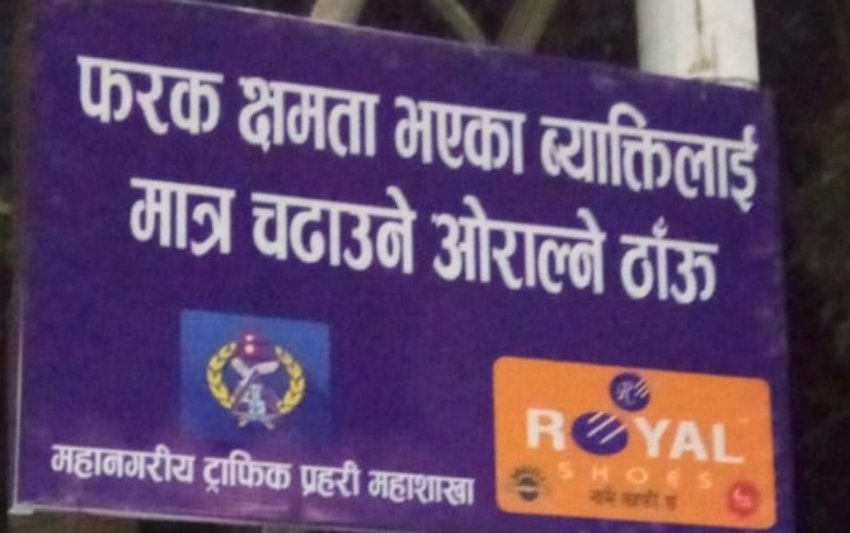 फरक क्षमता भएका ब्याक्तिलाई
मात्र चढाउने ओराल्ने ठाँऊ
महानगरीय ट्राफिक प्रहरी महाशाखा
R
ROYAL
SHOES